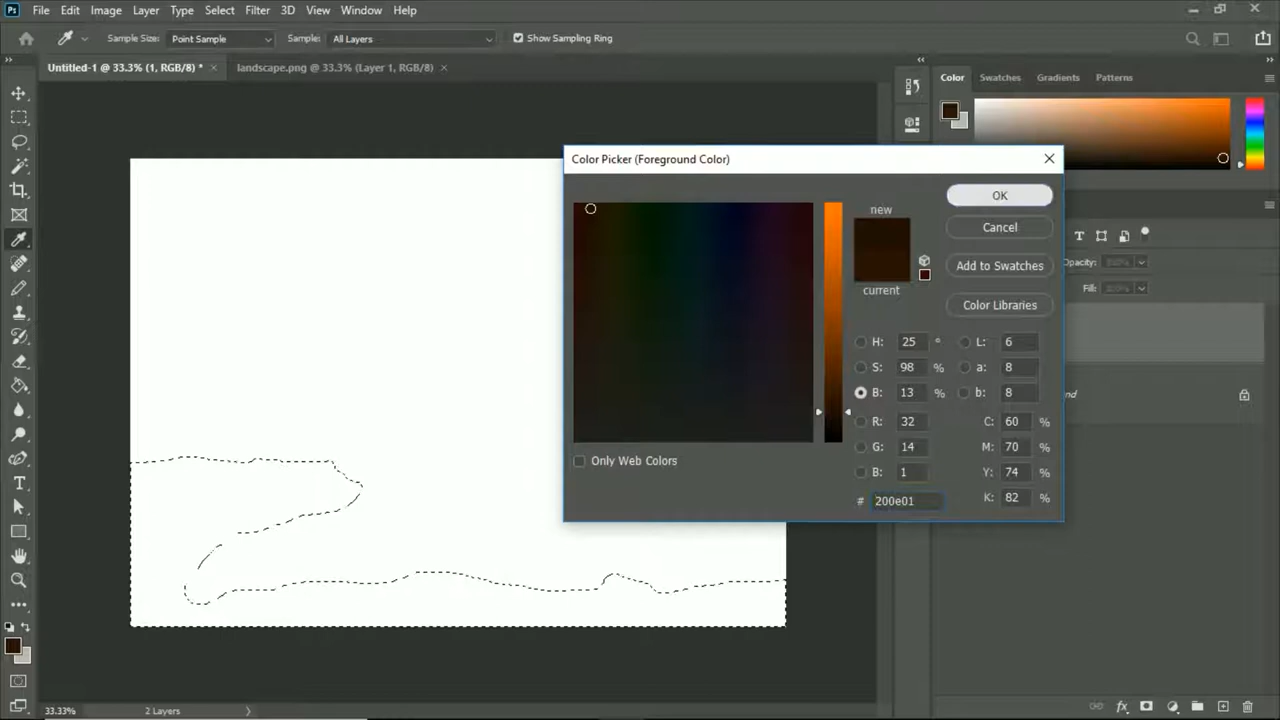 Ps File Edit Image Layer Type Select Filter 3D View Window Help
Sample Size: Point Sample Sample: All Layers Show Sampling Ring
Untitled-1 @ 33.3% (1, RGB/8) * × landscape.png @ 33.3% (Layer 1, RGB/8) ×
Color Swatches Gradients Patterns
Color Picker (Foreground Color)
new
current
OK
Cancel
Add to Swatches
Color Libraries
H: 25 ° L: 6
S: 98 % a: 8
B: 13 % b: 8
R: 32 C: 60 %
G: 14 M: 70 %
B: 1 Y: 74 %
# 200e01 K: 82 %
Only Web Colors
Opacity: 100%
Fill: 100%
nd
33.33% 2 Layers